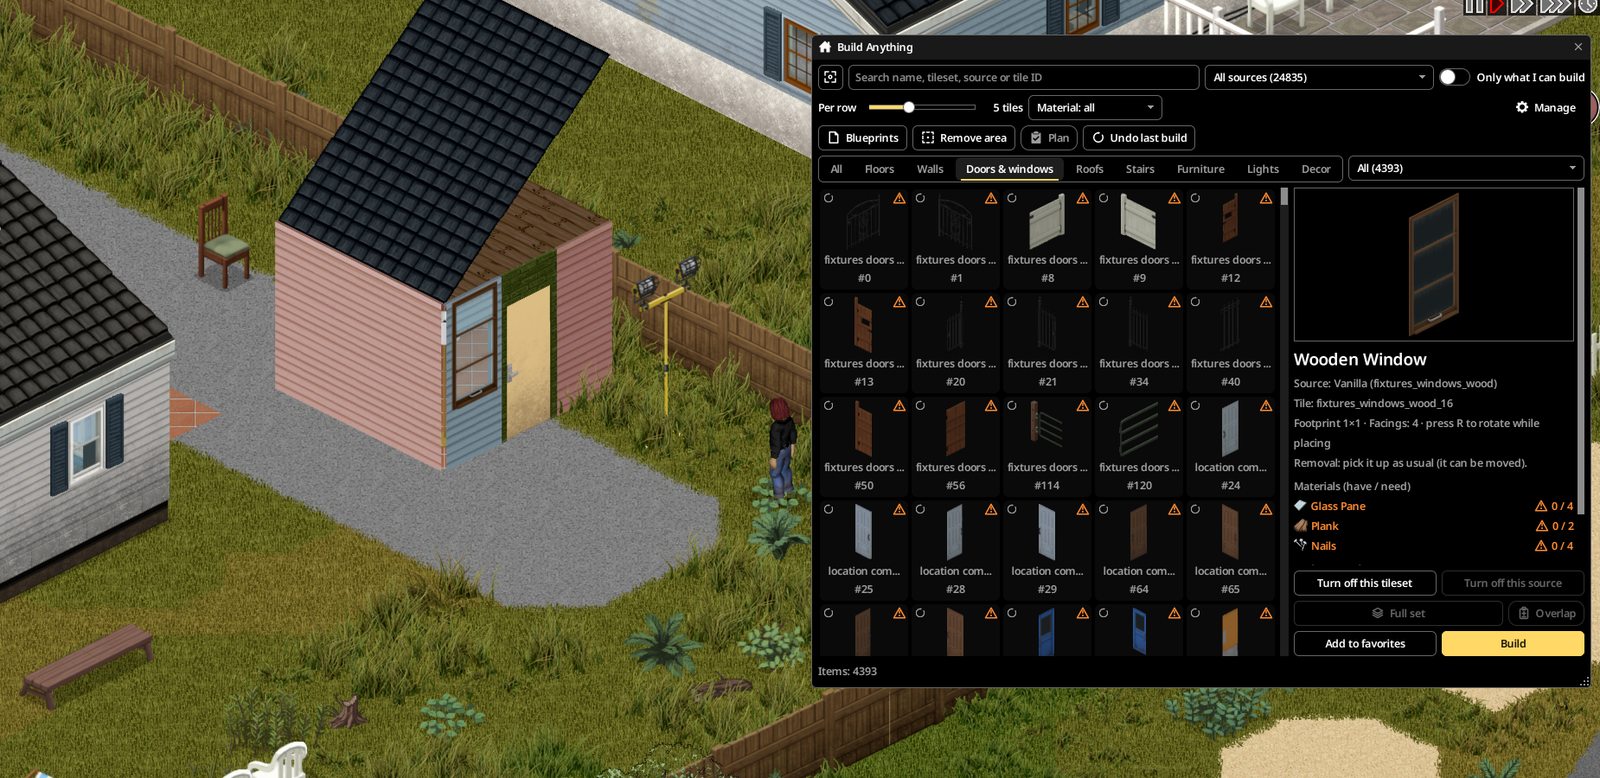 Build Anything
Search name, tileset, source or tile ID
All sources (24835)
Only what I can build
Per row
5 tiles
Material: all
Manage
Blueprints
Remove area
Plan
Undo last build
All
Floors
Walls
Doors & windows
Roofs
Stairs
Furniture
Lights
Decor
All (4393)
fixtures doors ...
#0
fixtures doors ...
#1
fixtures doors ...
#8
fixtures doors ...
#9
fixtures doors ...
#12
fixtures doors ...
#13
fixtures doors ...
#20
fixtures doors ...
#21
fixtures doors ...
#34
fixtures doors ...
#40
fixtures doors ...
#50
fixtures doors ...
#56
fixtures doors ...
#114
fixtures doors ...
#120
location com...
#24
location com...
#25
location com...
#28
location com...
#29
location com...
#64
location com...
#65
Items: 4393
Wooden Window
Source: Vanilla (fixtures_windows_wood)
Tile: fixtures_windows_wood_16
Footprint 1×1 · Facings: 4 · press R to rotate while
placing
Removal: pick it up as usual (it can be moved).
Materials (have / need)
Glass Pane
0 / 4
Plank
0 / 2
Nails
0 / 4
Turn off this tileset
Turn off this source
Full set
Overlap
Add to favorites
Build